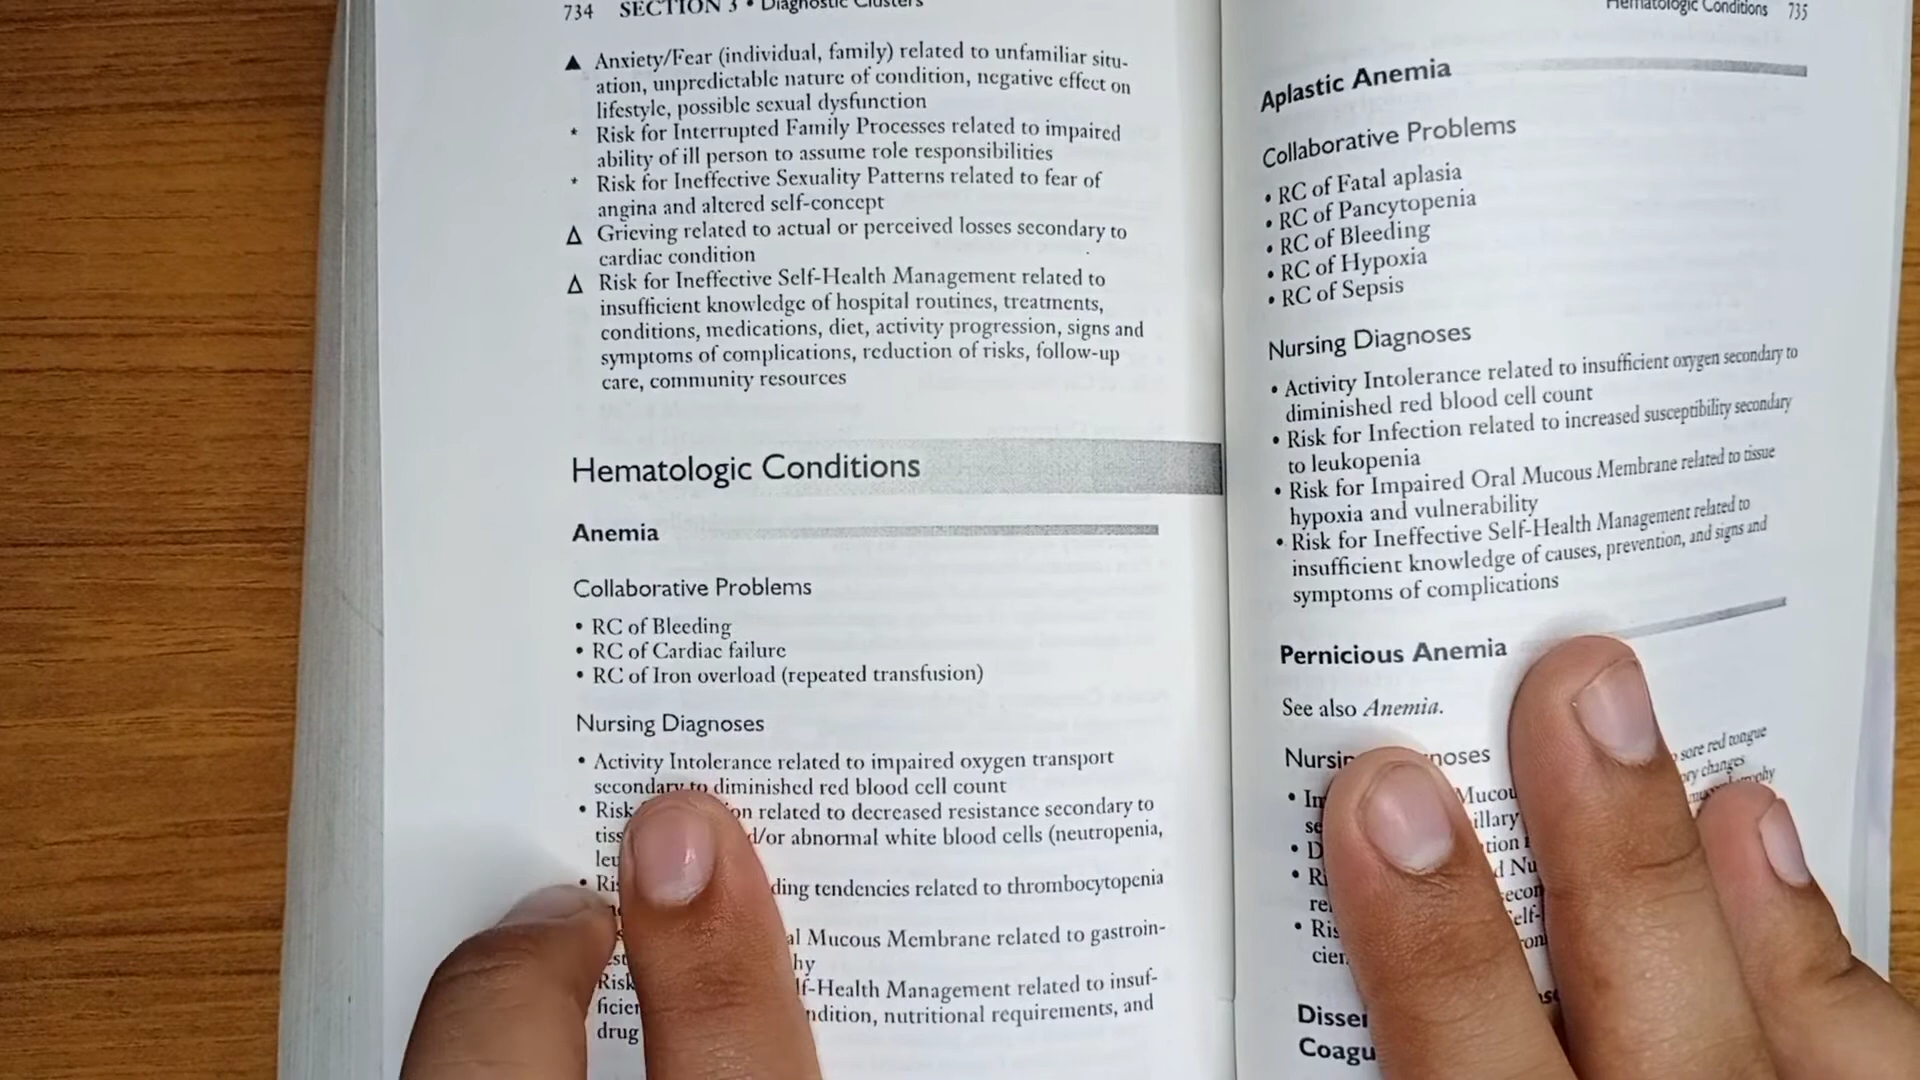 734 SECTION 3 • Diagnostic Clusters
▲ Anxiety/Fear (individual, family) related to unfamiliar situ-
ation, unpredictable nature of condition, negative effect on
lifestyle, possible sexual dysfunction
* Risk for Interrupted Family Processes related to impaired
ability of ill person to assume role responsibilities
* Risk for Ineffective Sexuality Patterns related to fear of
angina and altered self-concept
△ Grieving related to actual or perceived losses secondary to
cardiac condition
△ Risk for Ineffective Self-Health Management related to
insufficient knowledge of hospital routines, treatments,
conditions, medications, diet, activity progression, signs and
symptoms of complications, reduction of risks, follow-up
care, community resources
Hematologic Conditions
Anemia
Collaborative Problems
• RC of Bleeding
• RC of Cardiac failure
• RC of Iron overload (repeated transfusion)
Nursing Diagnoses
• Activity Intolerance related to impaired oxygen transport
secondary to diminished red blood cell count
• Risk related to decreased resistance secondary to
abnormal white blood cells (neutropenia,
• tendencies related to thrombocytopenia
Mucous Membrane related to gastroin-
Risk Health Management related to insuf-
nutritional requirements, and
drug
Hematologic Conditions 735
Aplastic Anemia
Collaborative Problems
• RC of Fatal aplasia
• RC of Pancytopenia
• RC of Bleeding
• RC of Hypoxia
• RC of Sepsis
Nursing Diagnoses
• Activity Intolerance related to insufficient oxygen secondary to
diminished red blood cell count
• Risk for Infection related to increased susceptibility secondary
to leukopenia
• Risk for Impaired Oral Mucous Membrane related to tissue
hypoxia and vulnerability
• Risk for Ineffective Self-Health Management related to
insufficient knowledge of causes, prevention, and signs and
symptoms of complications
Pernicious Anemia
See also Anemia.
sore red tongue
changes